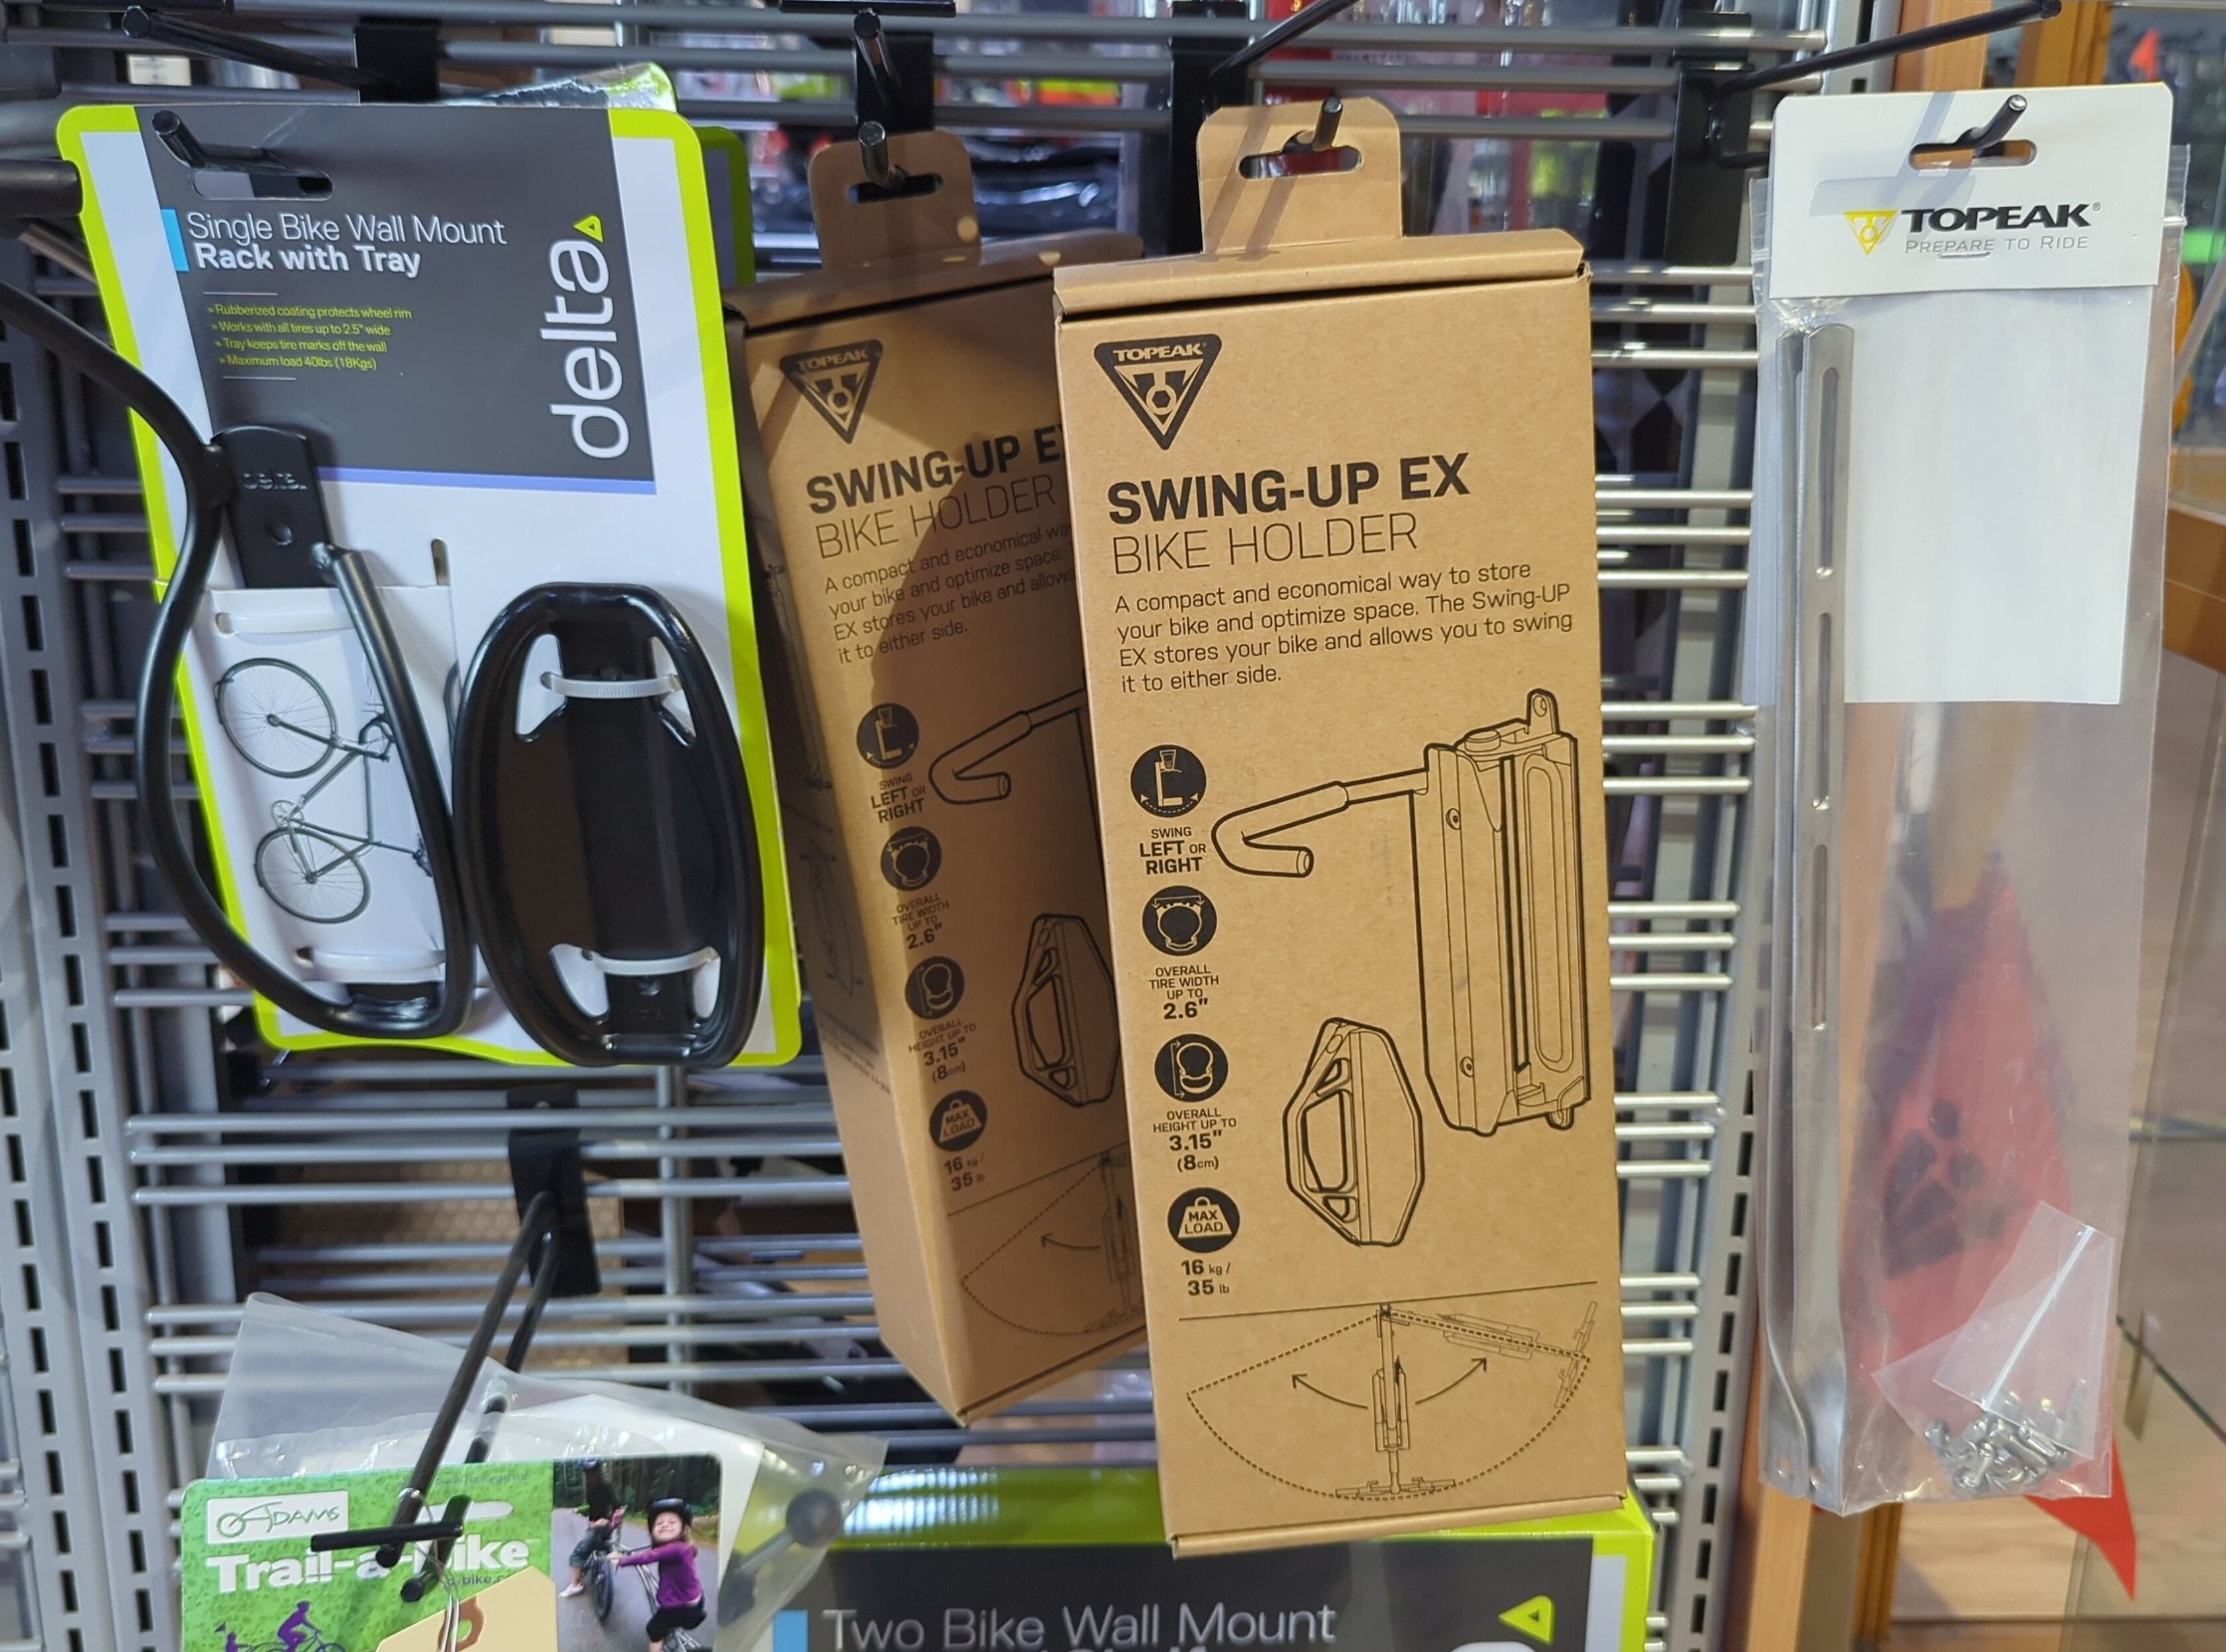 Single Bike Wall Mount
Rack with Tray
» Rubberized coating protects wheel rim
» Works with all tires up to 2.5" wide
» Tray keeps tire marks off the wall
» Maximum load 40lbs (18Kgs)
delta
delta
TOPEAK
SWING-UP E
BIKE HOLDER
A compact and economical wa
your bike and optimize space.
EX stores your bike and allows
it to either side.
SWING
LEFT OR
RIGHT
OVERALL
TIRE WIDTH
UP TO
2.6"
OVERALL
HEIGHT UP TO
3.15"
(8cm)
MAX
LOAD
16 kg /
35 lb
TOPEAK
SWING-UP EX
BIKE HOLDER
A compact and economical way to store
your bike and optimize space. The Swing-UP
EX stores your bike and allows you to swing
it to either side.
SWING
LEFT OR
RIGHT
OVERALL
TIRE WIDTH
UP TO
2.6"
OVERALL
HEIGHT UP TO
3.15"
(8cm)
MAX
LOAD
16 kg /
35 lb
TOPEAK®
PREPARE TO RIDE
ADAMS
Trail-a-Bike
Two Bike Wall Mount